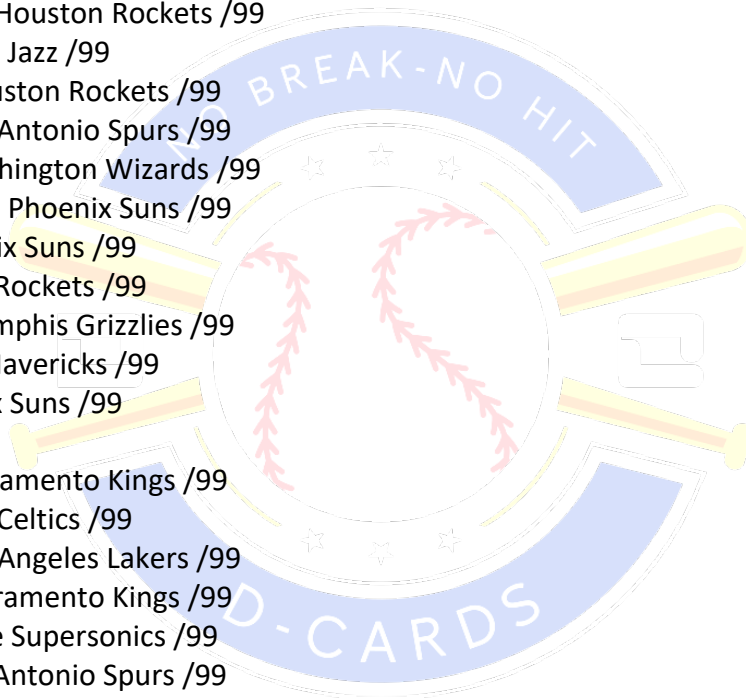 Houston Rockets /99
Jazz /99
uston Rockets /99
Antonio Spurs /99
hington Wizards /99
Phoenix Suns /99
ix Suns /99
Rockets /99
mphis Grizzlies /99
Mavericks /99
x Suns /99
amento Kings /99
Celtics /99
Angeles Lakers /99
ramento Kings /99
e Supersonics /99
Antonio Spurs /99
NO BREAK-NO HIT
D-CARDS